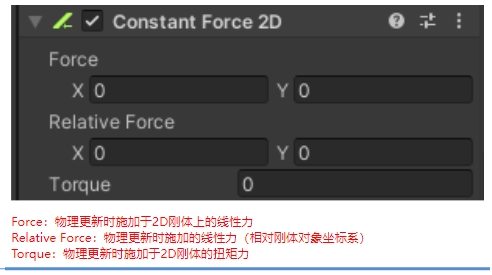 Constant Force 2D
Force
X 0 Y 0
Relative Force
X 0 Y 0
Torque 0
Force：物理更新时施加于2D刚体上的线性力
Relative Force：物理更新时施加的线性力（相对刚体对象坐标系）
Torque：物理更新时施加于2D刚体的扭矩力